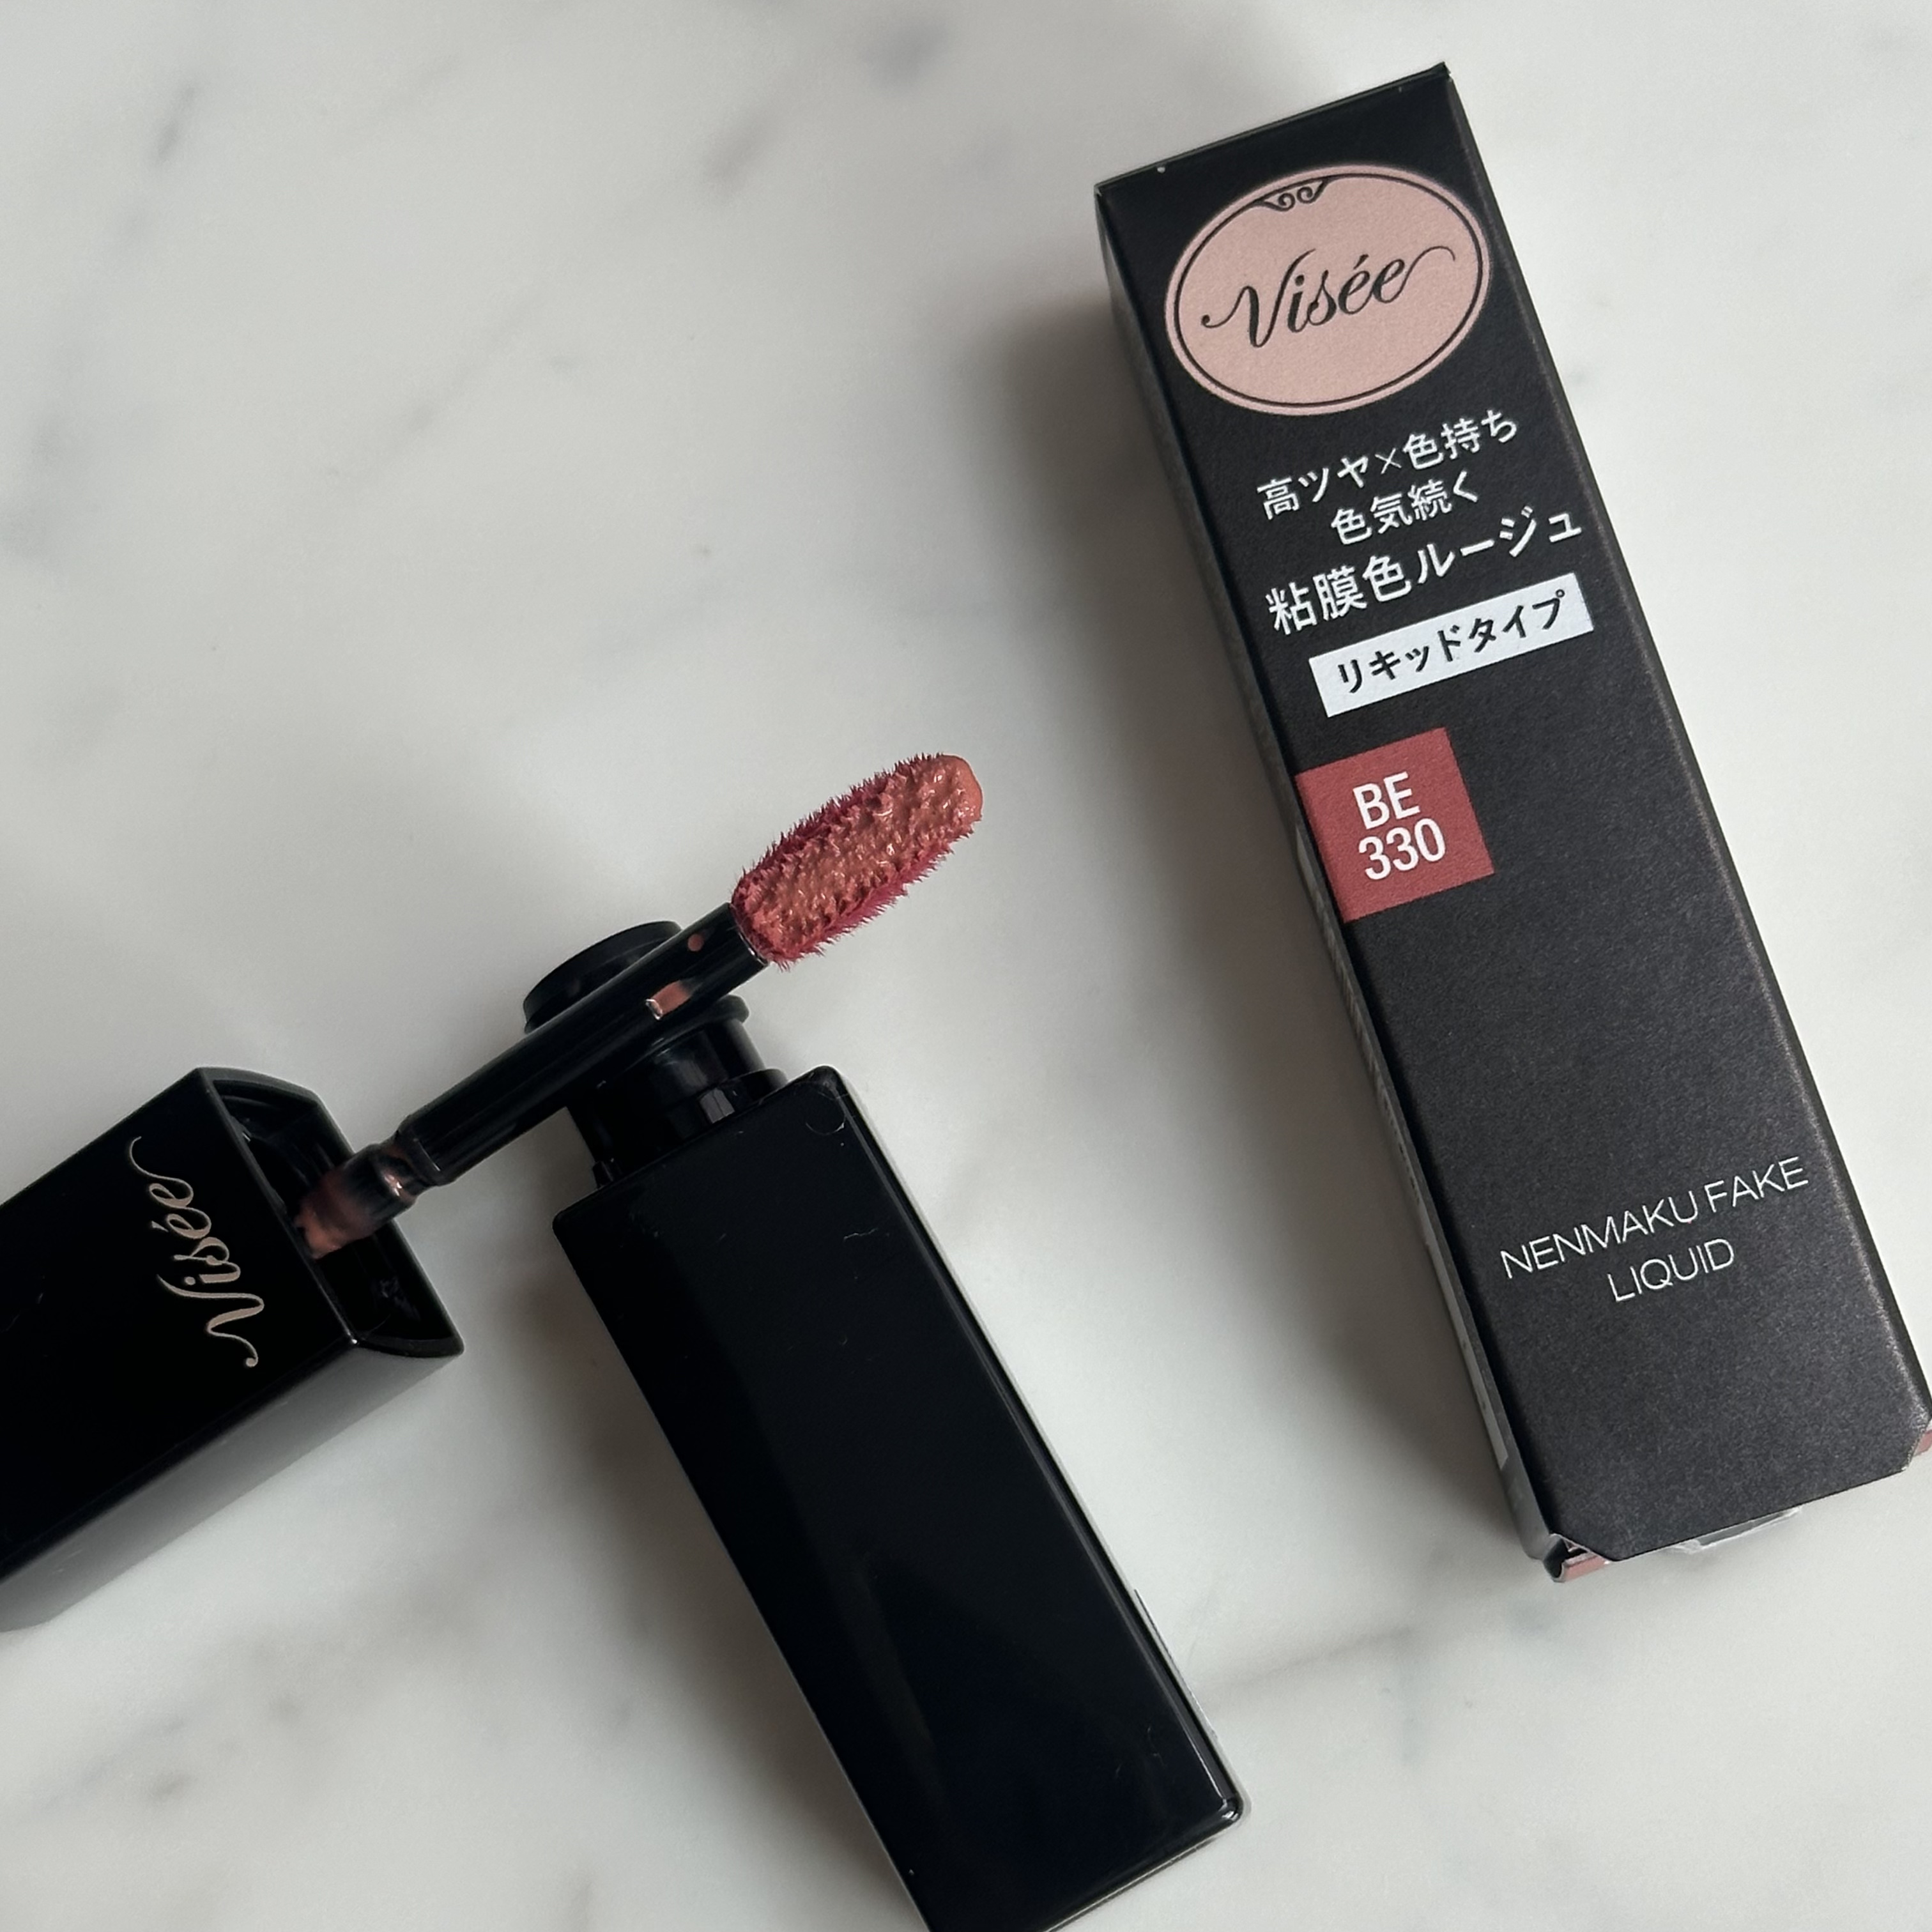 Visée
高ツヤ×色持ち
色気続く
粘膜色ルージュ
リキッドタイプ
BE
330
NENMAKU FAKE
LIQUID
Visée